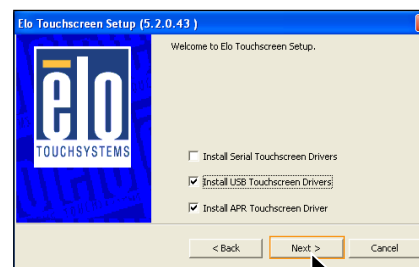 Elo Touchscreen Setup (5.2.0.43 )
Welcome to Elo Touchscreen Setup.
elo
TOUCHSYSTEMS
Install Serial Touchscreen Drivers
Install USB Touchscreen Drivers
Install APR Touchscreen Driver
< Back
Next >
Cancel